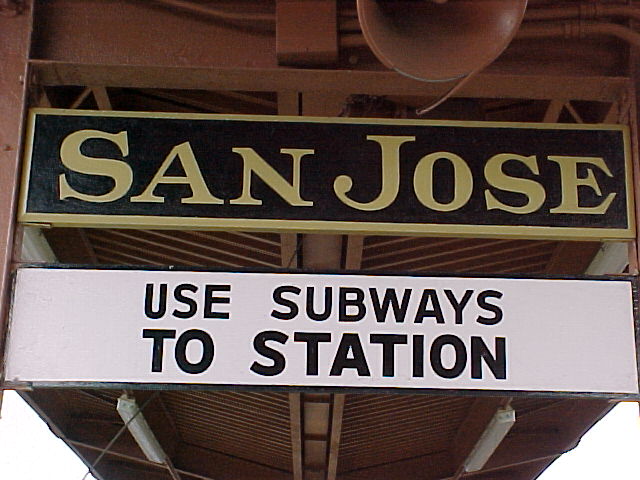 SAN JOSE
USE SUBWAYS
TO STATION